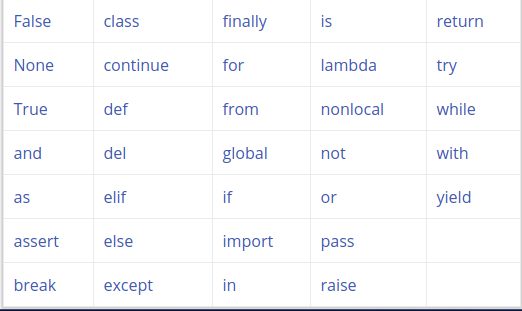 False class finally is return
None continue for lambda try
True def from nonlocal while
and del global not with
as elif if or yield
assert else import pass
break except in raise